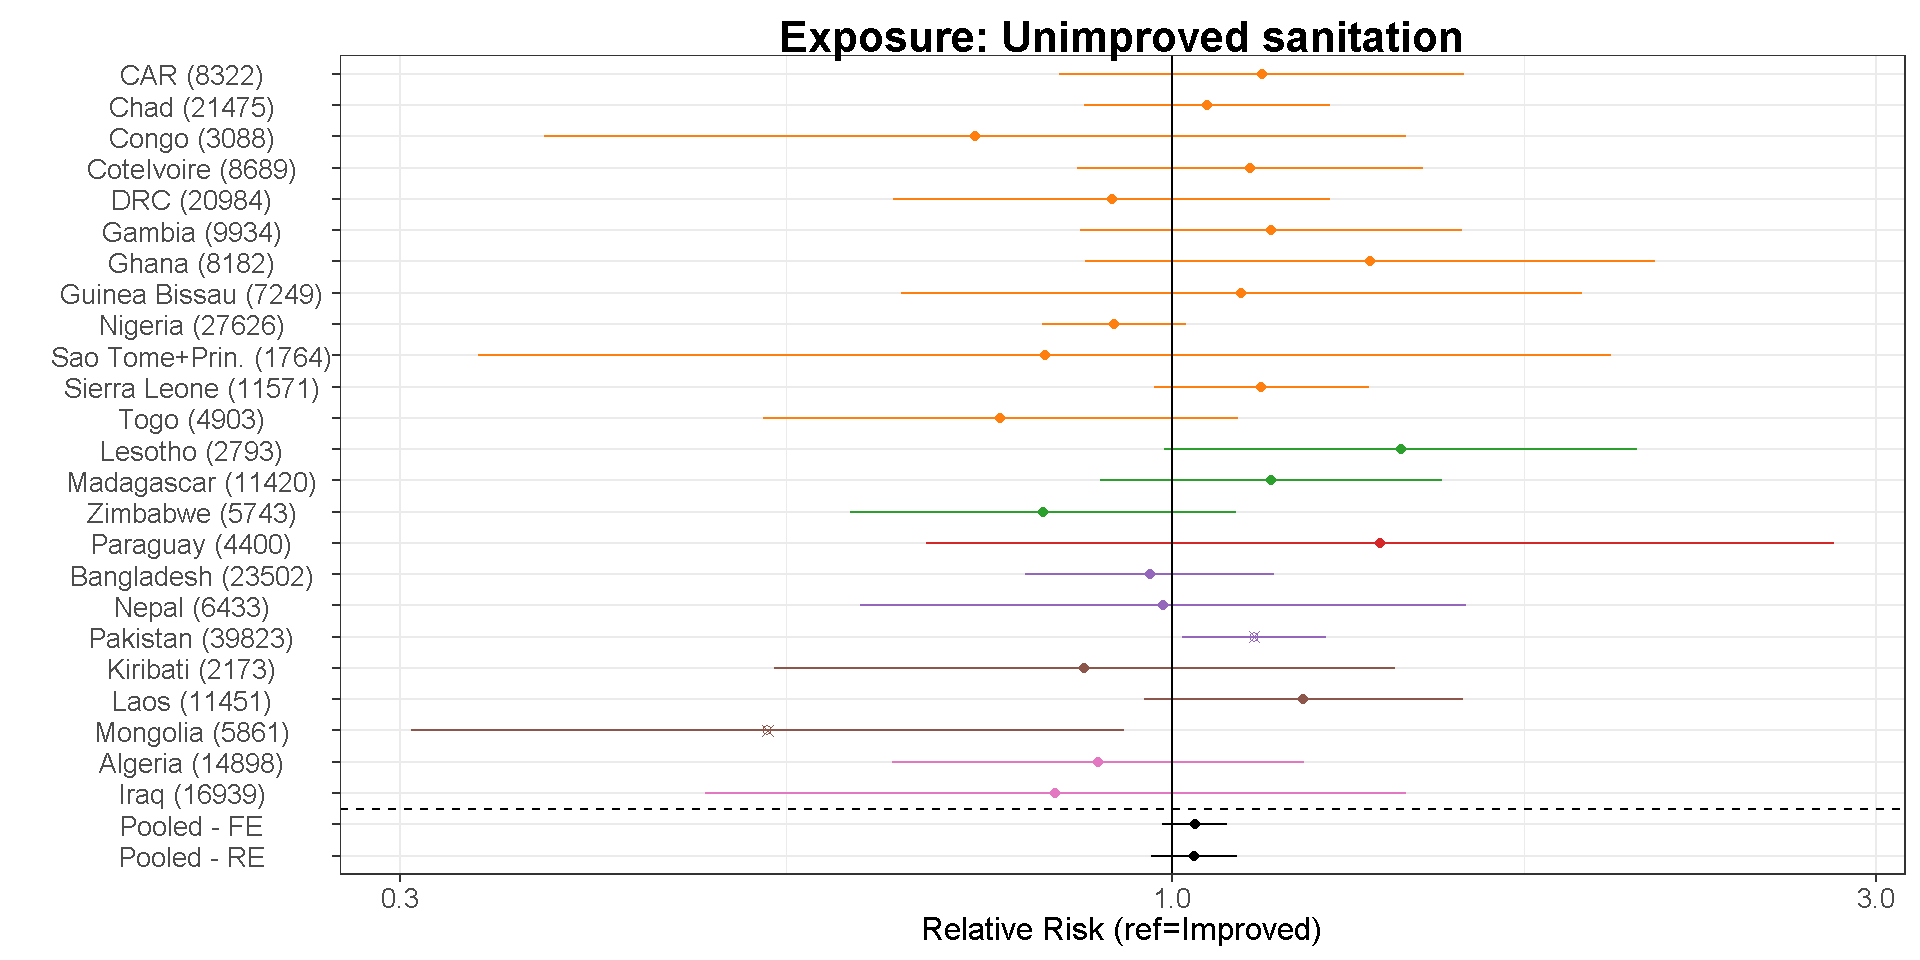 Exposure: Unimproved sanitation
CAR (8322)
Chad (21475)
Congo (3088)
CoteIvoire (8689)
DRC (20984)
Gambia (9934)
Ghana (8182)
Guinea Bissau (7249)
Nigeria (27626)
Sao Tome+Prin. (1764)
Sierra Leone (11571)
Togo (4903)
Lesotho (2793)
Madagascar (11420)
Zimbabwe (5743)
Paraguay (4400)
Bangladesh (23502)
Nepal (6433)
Pakistan (39823)
Kiribati (2173)
Laos (11451)
Mongolia (5861)
Algeria (14898)
Iraq (16939)
Pooled - FE
Pooled - RE
0.3 1.0 3.0
Relative Risk (ref=Improved)